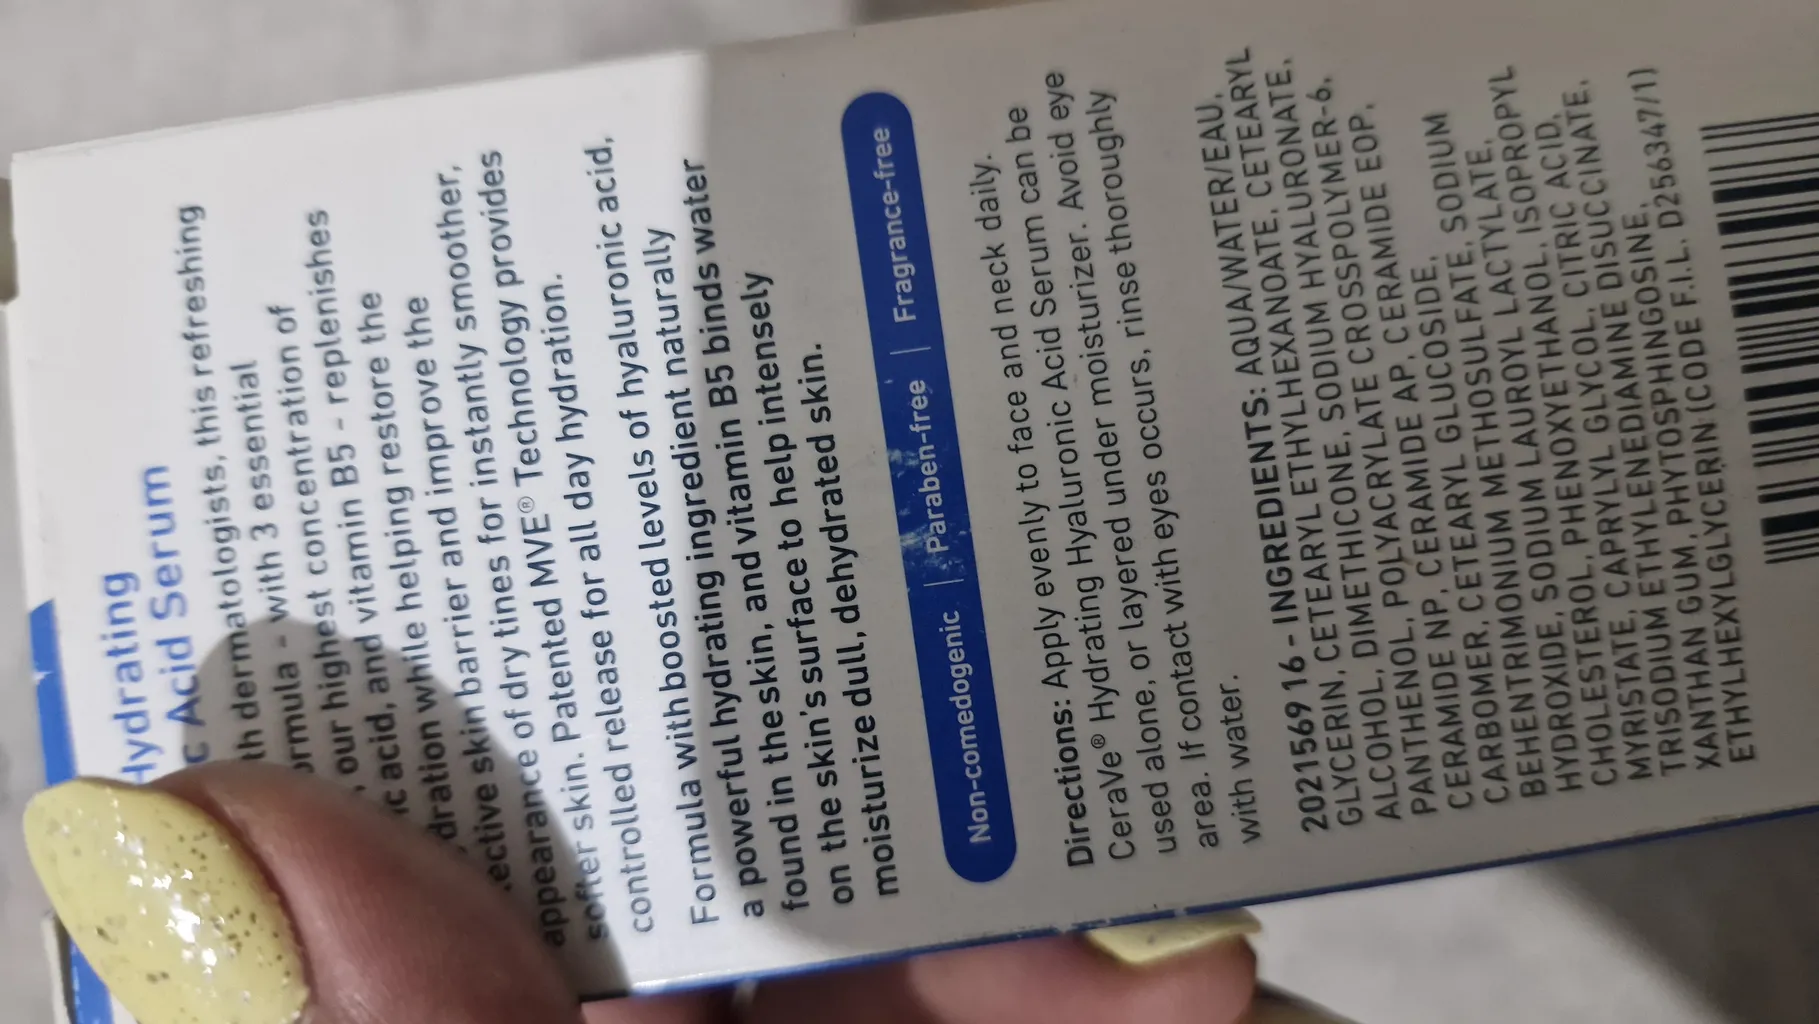 Hydrating
c Acid Serum
th dermatologists, this refreshing
ormula - with 3 essential
, our highest concentration of
ic acid, and vitamin B5 - replenishes
dration while helping restore the
ective skin barrier and improve the
appearance of dry tines for instantly smoother,
softer skin. Patented MVE® Technology provides
controlled release for all day hydration.
Formula with boosted levels of hyaluronic acid,
a powerful hydrating ingredient naturally
found in the skin, and vitamin B5 binds water
on the skin's surface to help intensely
moisturize dull, dehydrated skin.
Non-comedogenic | Paraben-free | Fragrance-free
Directions: Apply evenly to face and neck daily.
CeraVe® Hydrating Hyaluronic Acid Serum can be
used alone, or layered under moisturizer. Avoid eye
area. If contact with eyes occurs, rinse thoroughly
with water.
2021569 16 - INGREDIENTS: AQUA/WATER/EAU,
GLYCERIN, CETEARYL ETHYLHEXANOATE, CETEARYL
ALCOHOL, DIMETHICONE, SODIUM HYALURONATE,
PANTHENOL, POLYACRYLATE CROSSPOLYMER-6,
CERAMIDE NP, CERAMIDE AP, CERAMIDE EOP,
CARBOMER, CETEARYL GLUCOSIDE,
BEHENTRIMONIUM METHOSULFATE, SODIUM
HYDROXIDE, SODIUM LAUROYL LACTYLATE,
CHOLESTEROL, PHENOXYETHANOL, ISOPROPYL
MYRISTATE, CAPRYLYL GLYCOL, CITRIC ACID,
TRISODIUM ETHYLENEDIAMINE DISUCCINATE,
XANTHAN GUM, PHYTOSPHINGOSINE,
ETHYLHEXYLGLYCERIN (CODE F.I.L. D256347/1)